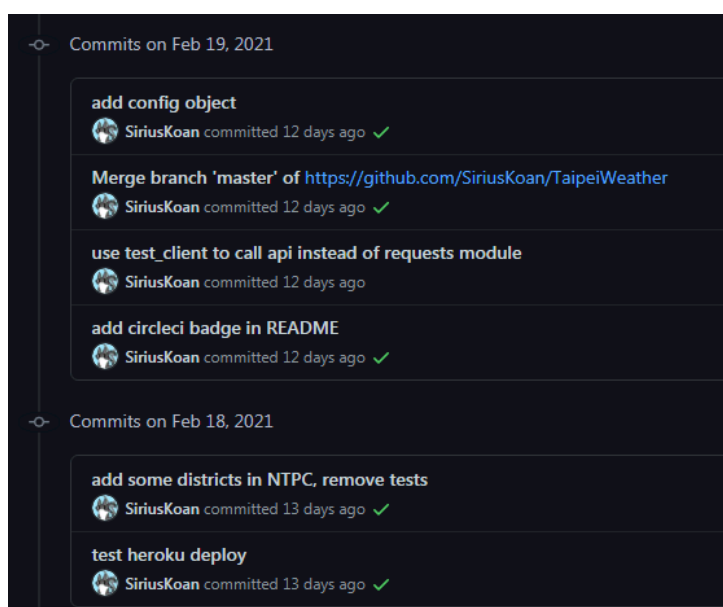 Commits on Feb 19, 2021
add config object
SiriusKoan committed 12 days ago
Merge branch 'master' of https://github.com/SiriusKoan/TaipeiWeather
SiriusKoan committed 12 days ago
use test_client to call api instead of requests module
SiriusKoan committed 12 days ago
add circleci badge in README
SiriusKoan committed 12 days ago
Commits on Feb 18, 2021
add some districts in NTPC, remove tests
SiriusKoan committed 13 days ago
test heroku deploy
SiriusKoan committed 13 days ago